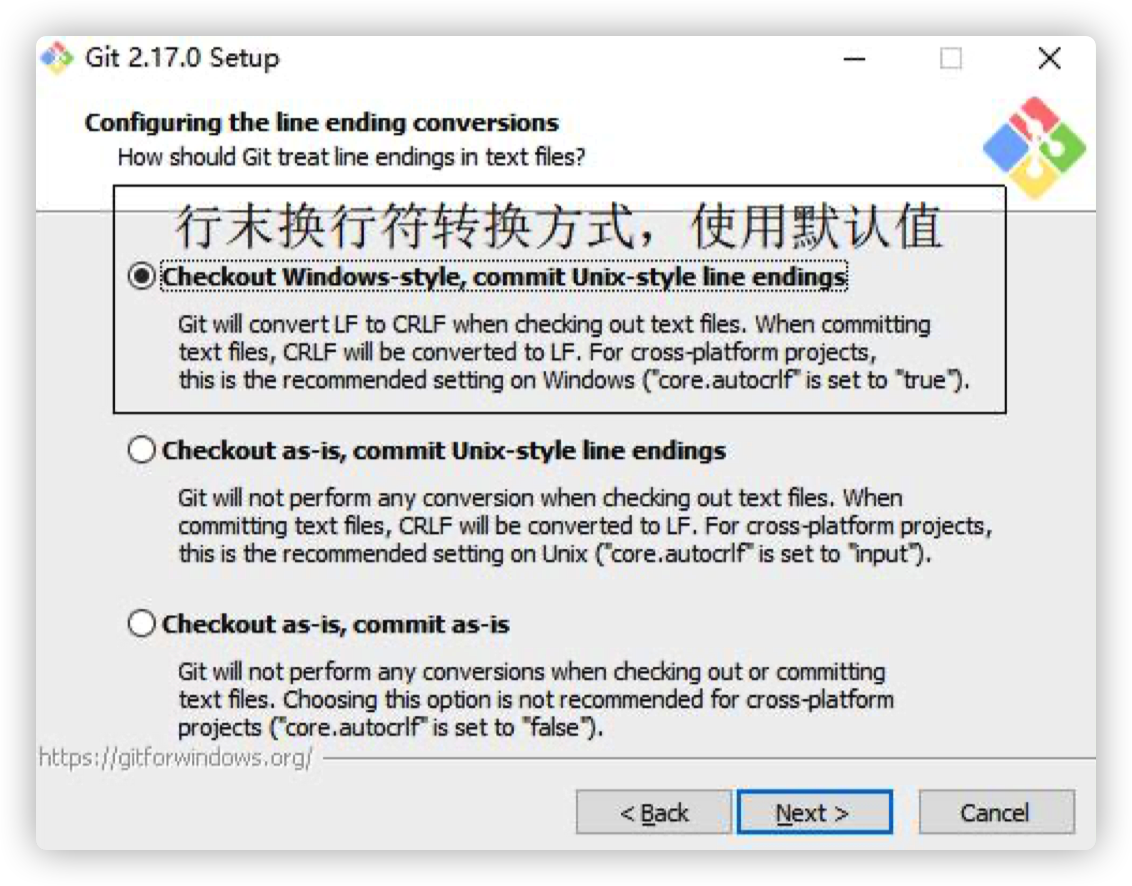 Git 2.17.0 Setup
Configuring the line ending conversions
How should Git treat line endings in text files?
行末换行符转换方式，使用默认值
Checkout Windows-style, commit Unix-style line endings
Git will convert LF to CRLF when checking out text files. When committing
text files, CRLF will be converted to LF. For cross-platform projects,
this is the recommended setting on Windows ("core.autocrlf" is set to "true").
Checkout as-is, commit Unix-style line endings
Git will not perform any conversion when checking out text files. When
committing text files, CRLF will be converted to LF. For cross-platform projects,
this is the recommended setting on Unix ("core.autocrlf" is set to "input").
Checkout as-is, commit as-is
Git will not perform any conversions when checking out or committing
text files. Choosing this option is not recommended for cross-platform
projects ("core.autocrlf" is set to "false").
https://gitforwindows.org/
< Back
Next >
Cancel